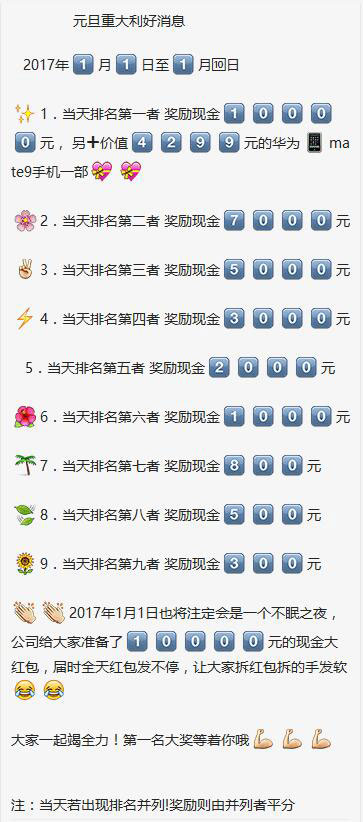 元旦重大利好消息
2017年1️⃣月1️⃣日至1️⃣月🔟日
✨1．当天排名第一者 奖励现金1️⃣0️⃣0️⃣0️⃣
0️⃣元，另➕价值4️⃣2️⃣9️⃣9️⃣元的华为📱ma
te9手机一部💝💝
🌸2．当天排名第二者 奖励现金7️⃣0️⃣0️⃣0️⃣元
✌3．当天排名第三者 奖励现金5️⃣0️⃣0️⃣0️⃣元
⚡4．当天排名第四者 奖励现金3️⃣0️⃣0️⃣0️⃣元
5．当天排名第五者 奖励现金2️⃣0️⃣0️⃣0️⃣元
🌺6．当天排名第六者 奖励现金1️⃣0️⃣0️⃣0️⃣元
🌴7．当天排名第七者 奖励现金8️⃣0️⃣0️⃣元
🌿8．当天排名第八者 奖励现金5️⃣0️⃣0️⃣元
🌻9．当天排名第九者 奖励现金3️⃣0️⃣0️⃣元
👏👏2017年1月1日也将注定会是一个不眠之夜，
公司给大家准备了1️⃣0️⃣0️⃣0️⃣0️⃣元的现金大
红包，届时全天红包发不停，让大家拆红包拆的手发软
😂😂
大家一起竭全力！第一名大奖等着你哦💪💪💪
注：当天若出现排名并列!奖励则由并列者平分